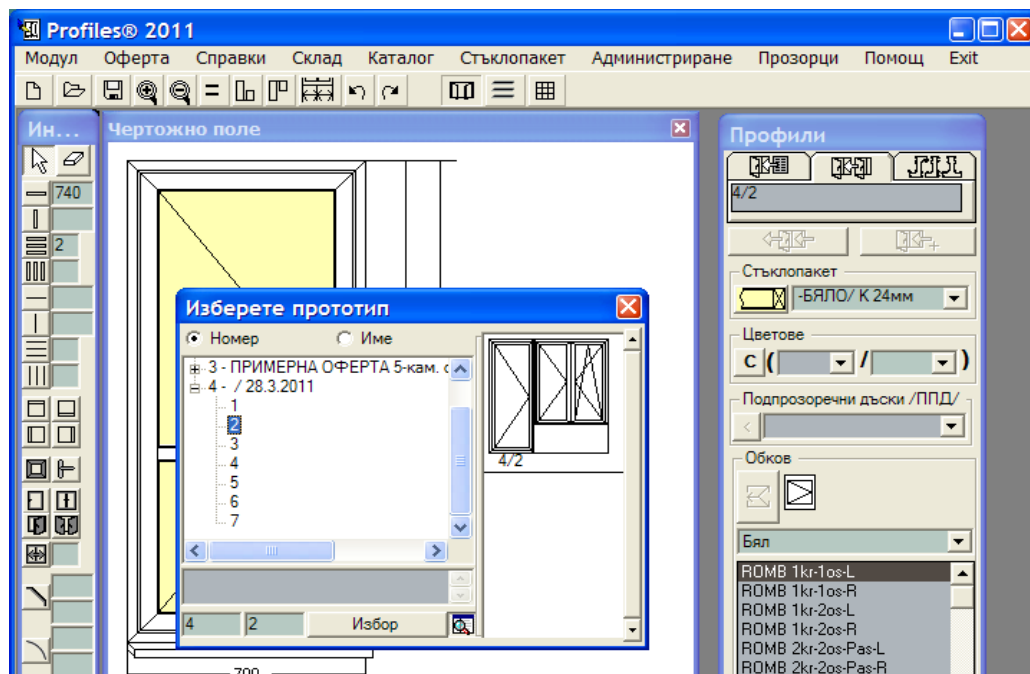 Profiles® 2011
Модул Оферта Справки Склад Каталог Стъклопакет Администриране Прозорци Помощ Exit
Ин...
740
2
Чертожно поле
Изберете прототип
Номер Име
3 - ПРИМЕРНА ОФЕРТА 5-кам. с
4 - / 28.3.2011
1
2
3
4
5
6
7
4/2
4 2 Избор
700
Профили
4/2
Стъклопакет
-БЯЛО/ К 24мм
Цветове
C ( / )
Подпрозоречни дъски /ППД/
<
Обков
Бял
ROMB 1kr-1os-L
ROMB 1kr-1os-R
ROMB 1kr-2os-L
ROMB 1kr-2os-R
ROMB 2kr-2os-Pas-L
ROMB 2kr-2os-Pas-R